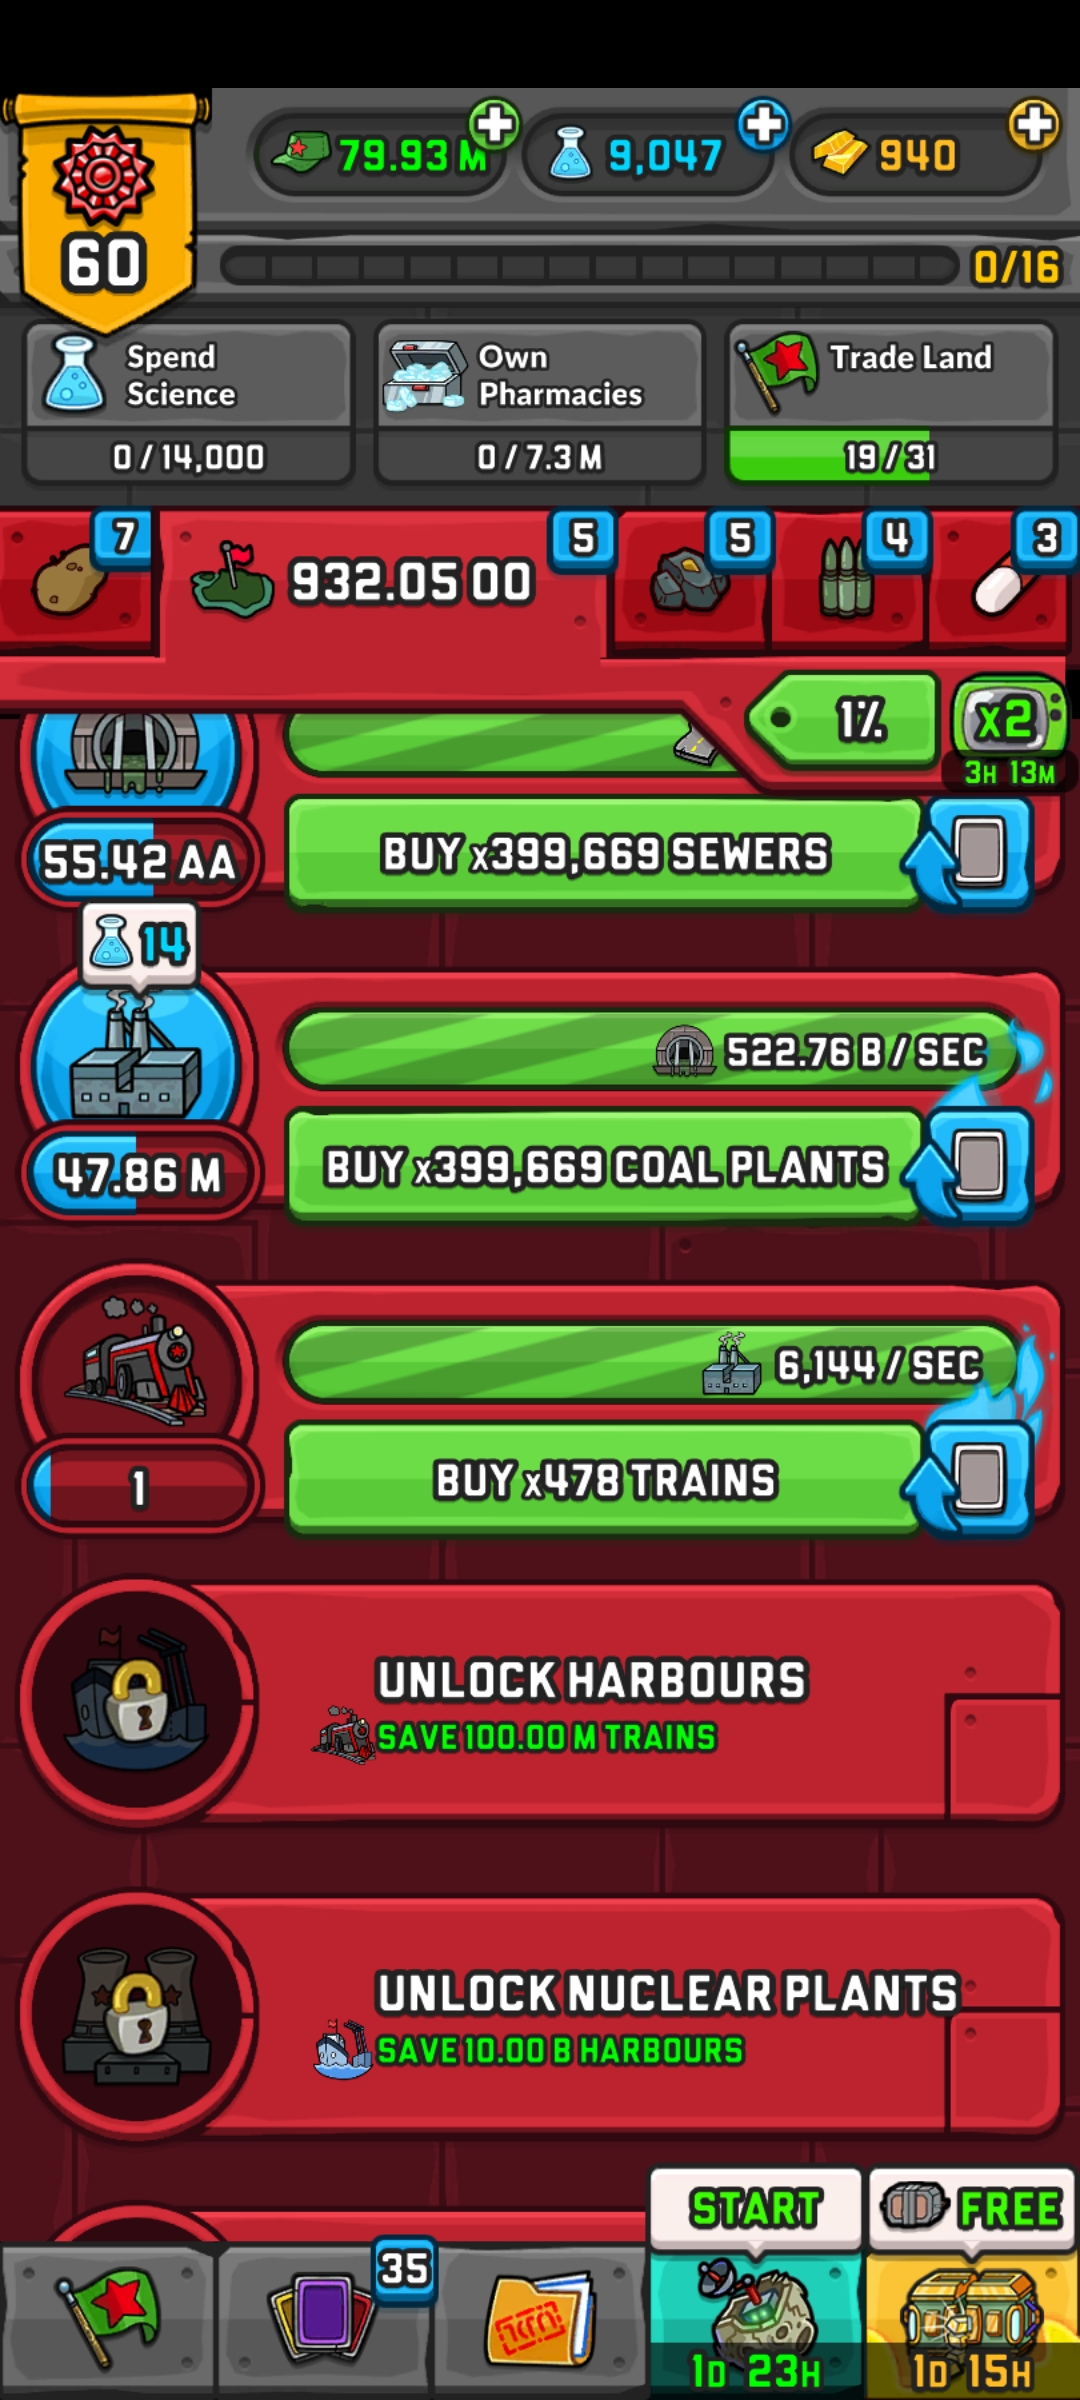 79.93 M
9,047
940
60
0/16
Spend
Science
0 / 14,000
Own
Pharmacies
0 / 7.3 M
Trade Land
19 / 31
7
932.05 OO
5
5
4
3
1%
x2
3H 13M
55.42 AA
BUY x399,669 SEWERS
14
522.76 B / SEC
47.86 M
BUY x399,669 COAL PLANTS
6,144 / SEC
1
BUY x478 TRAINS
UNLOCK HARBOURS
SAVE 100.00 M TRAINS
UNLOCK NUCLEAR PLANTS
SAVE 10.00 B HARBOURS
START
FREE
35
1D 23H
1D 15H